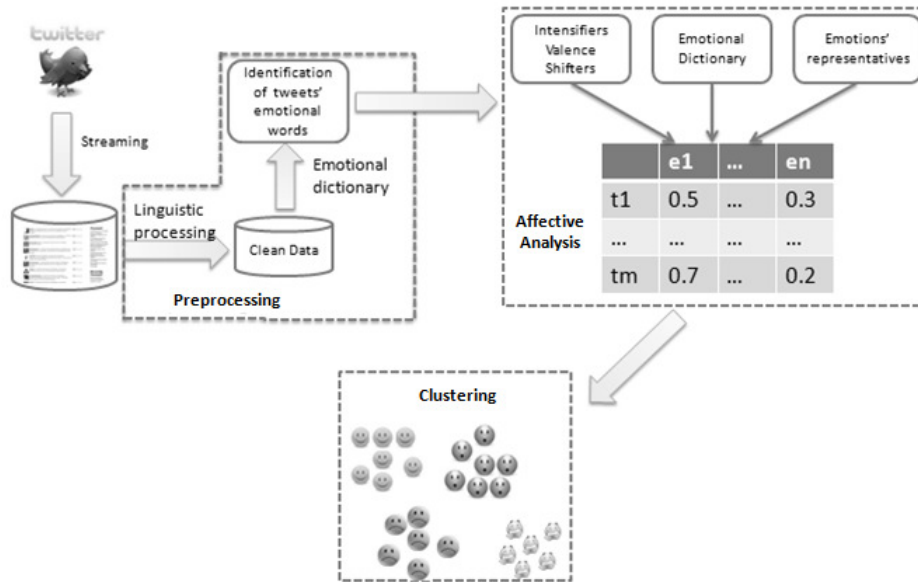 twitter
Streaming
Linguistic
processing
Clean Data
Emotional
dictionary
Identification
of tweets'
emotional
words
Preprocessing
Intensifiers
Valence
Shifters
Emotional
Dictionary
Emotions'
representatives
Affective
Analysis
e1 ... en
t1 0.5 ... 0.3
... ... ... ...
tm 0.7 ... 0.2
Clustering